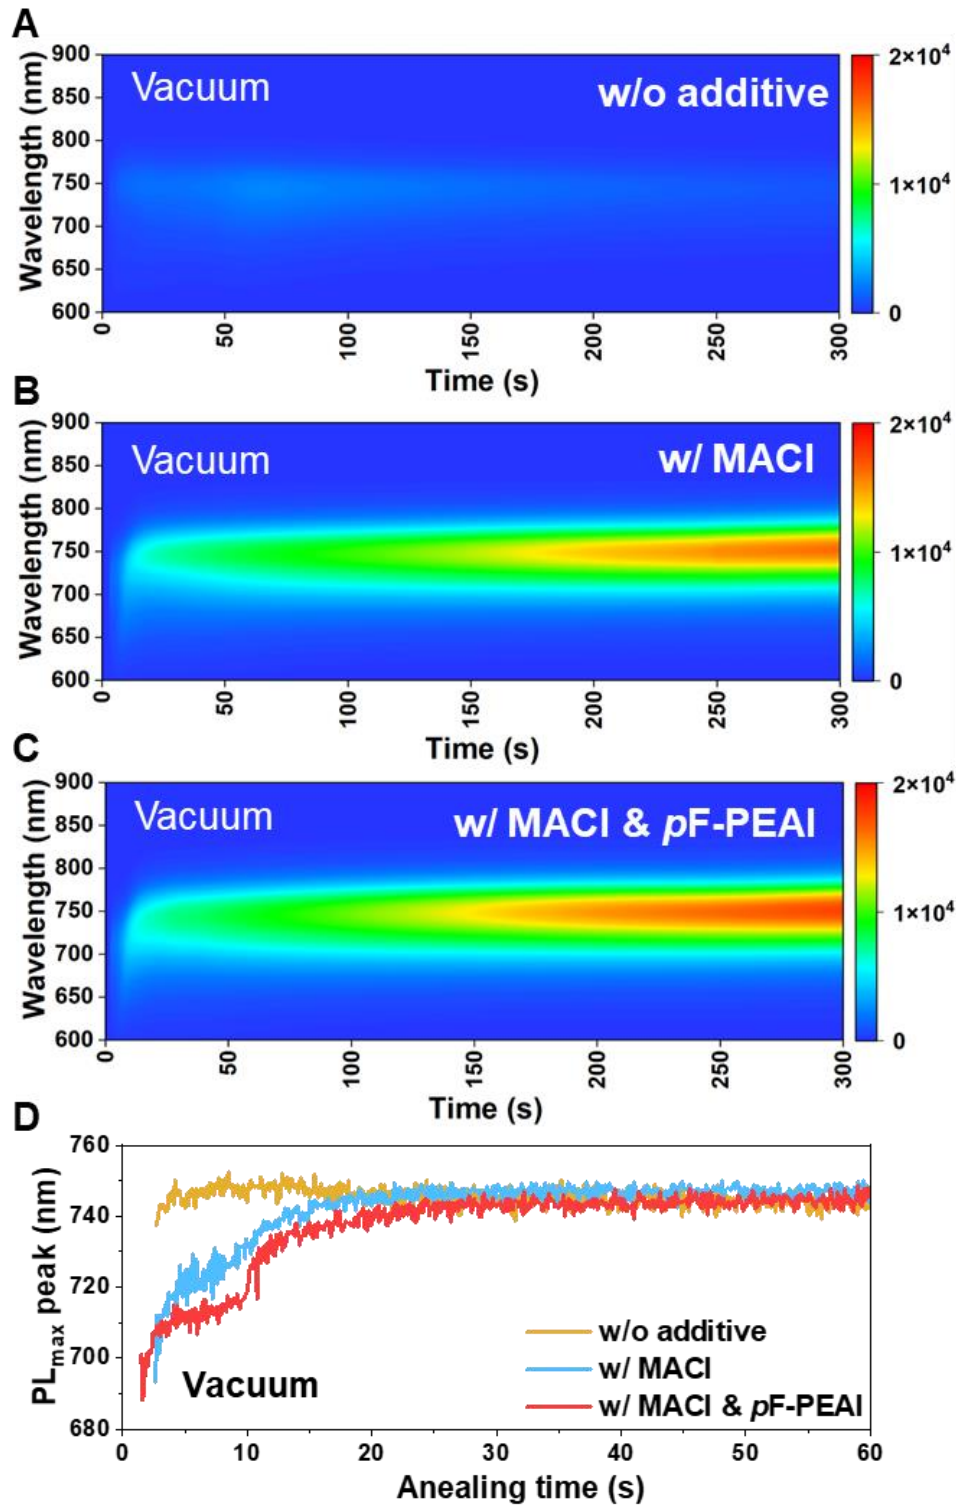 A
Wavelength (nm)
900
850
800
750
700
650
600
Vacuum
w/o additive
2×10⁴
1×10⁴
0
0 50 100 150 200 250 300
Time (s)
B
Wavelength (nm)
900
850
800
750
700
650
600
Vacuum
w/ MACl
2×10⁴
1×10⁴
0
0 50 100 150 200 250 300
Time (s)
C
Wavelength (nm)
900
850
800
750
700
650
600
Vacuum
w/ MACl & pF-PEAI
2×10⁴
1×10⁴
0
0 50 100 150 200 250 300
Time (s)
D
PLmax peak (nm)
760
740
720
700
680
Vacuum
w/o additive
w/ MACl
w/ MACl & pF-PEAI
0 10 20 30 40 50 60
Anealing time (s)